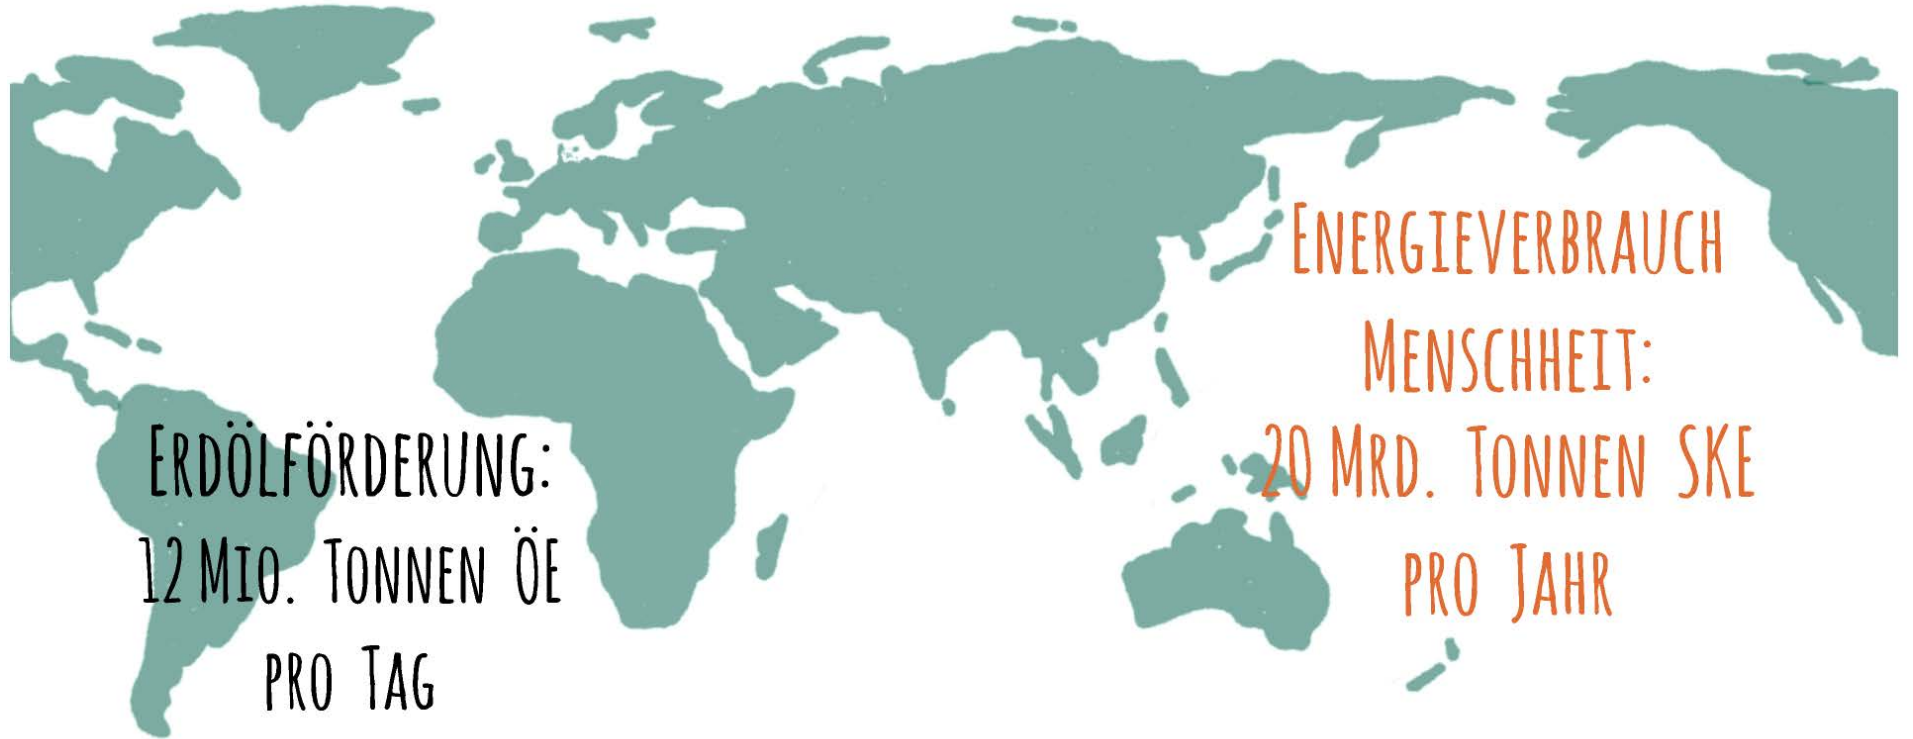 Energieverbrauch
Menschheit:
20 Mrd. Tonnen SKE
pro Jahr
Erdölförderung:
12 Mio. Tonnen ÖE
pro Tag